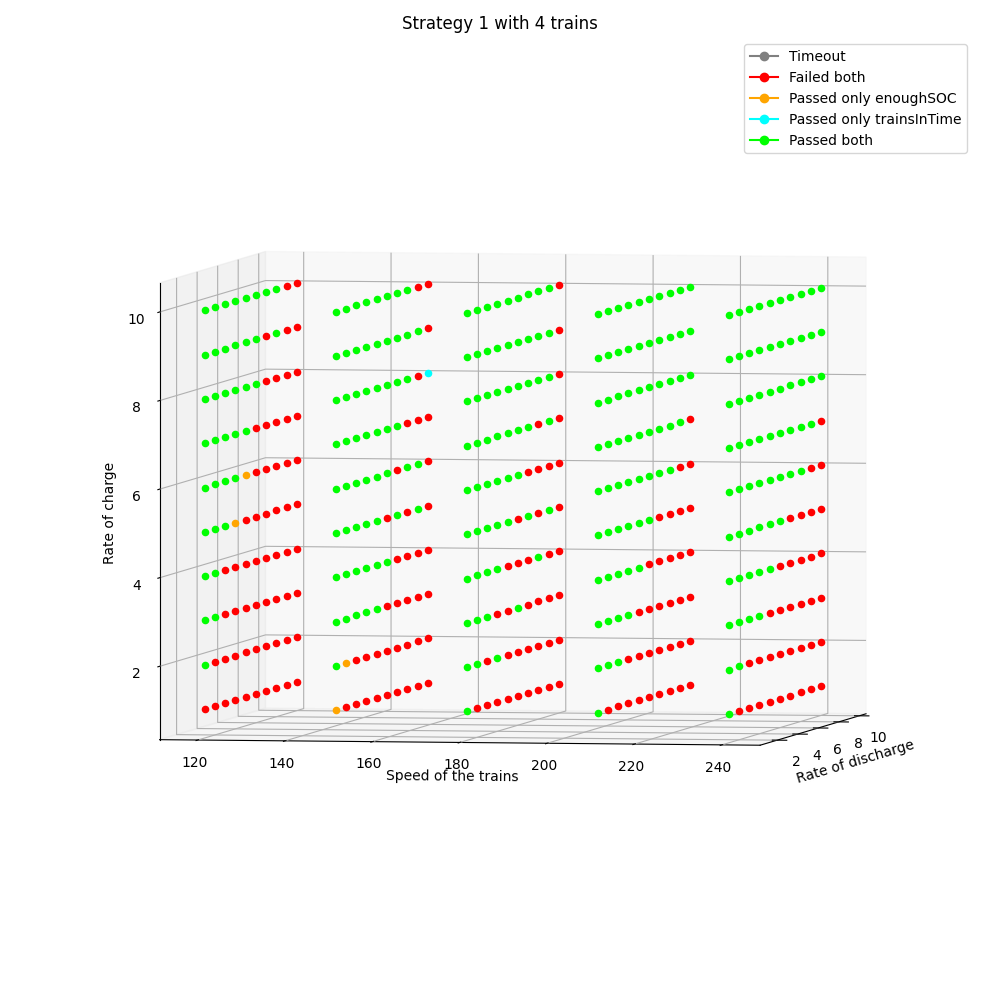 Strategy 1 with 4 trains
Timeout
Failed both
Passed only enoughSOC
Passed only trainsInTime
Passed both
10
8
6
4
2
Rate of charge
120 140 160 180 200 220 240
Speed of the trains
2 4 6 8 10
Rate of discharge